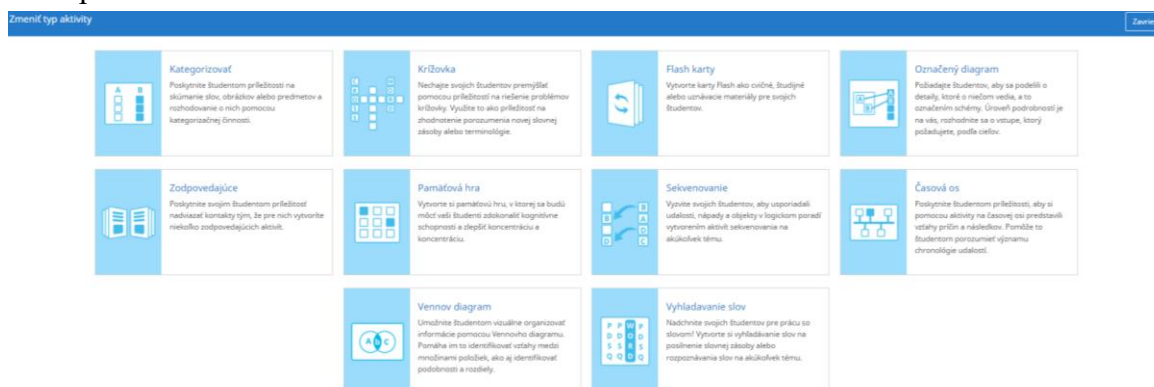 Zmeniť typ aktivity
Zavrie
Kategorizovať
Poskytnite študentom príležitosti na
skúmanie slov, obrázkov alebo predmetov a
rozhodovanie o nich pomocou
kategorizačnej činnosti.
Krížovka
Nechajte svojich študentov premýšľať
pomocou príležitostí na riešenie problémov
krížovky. Využite to ako príležitosť na
zhodnotenie porozumenia novej slovnej
zásoby alebo terminológie.
Flash karty
Vytvorte karty Flash ako cvičné, študijné
alebo uznávacie materiály pre svojich
študentov.
Označený diagram
Požiadajte študentov, aby sa podelili o
detaily, ktoré o niečom vedia, a to
označením schémy. Úroveň podrobností je
na vás, rozhodnite sa o vstupe, ktorý
požadujete, podľa cieľov.
Zodpovedajúce
Poskytnite svojim študentom príležitosť
nadviazať kontakty tým, že pre nich vytvoríte
niekoľko zodpovedajúcich aktivít.
Pamäťová hra
Vytvorte si pamäťovú hru, v ktorej sa budú
môcť vaši študenti zdokonaliť kognitívne
schopnosti a zlepšiť koncentráciu a
koncentráciu.
Sekvenovanie
Vyzvite svojich študentov, aby usporiadali
udalosti, nápady a objekty v logickom poradí
vytvorením aktivít sekvenovania na
akúkoľvek tému.
Časová os
Poskytnite študentom príležitosti, aby si
pomocou aktivity na časovej osi predstavili
vzťahy príčin a následkov. Pomôže to
študentom porozumieť významu
chronológie udalostí.
Vennov diagram
Umožnite študentom vizuálne organizovať
informácie pomocou Vennovho diagramu.
Pomáha im to identifikovať vzťahy medzi
množinami položiek, ako aj identifikovať
podobnosti a rozdiely.
A B C
Vyhladavanie slov
Nadchnite svojich študentov pre prácu so
slovom! Vytvorte si vyhľadávanie slov na
posilnenie slovnej zásoby alebo
rozpoznávania slov na akúkoľvek tému.
P P W P
D D O D
S S R S
Q Q D Q